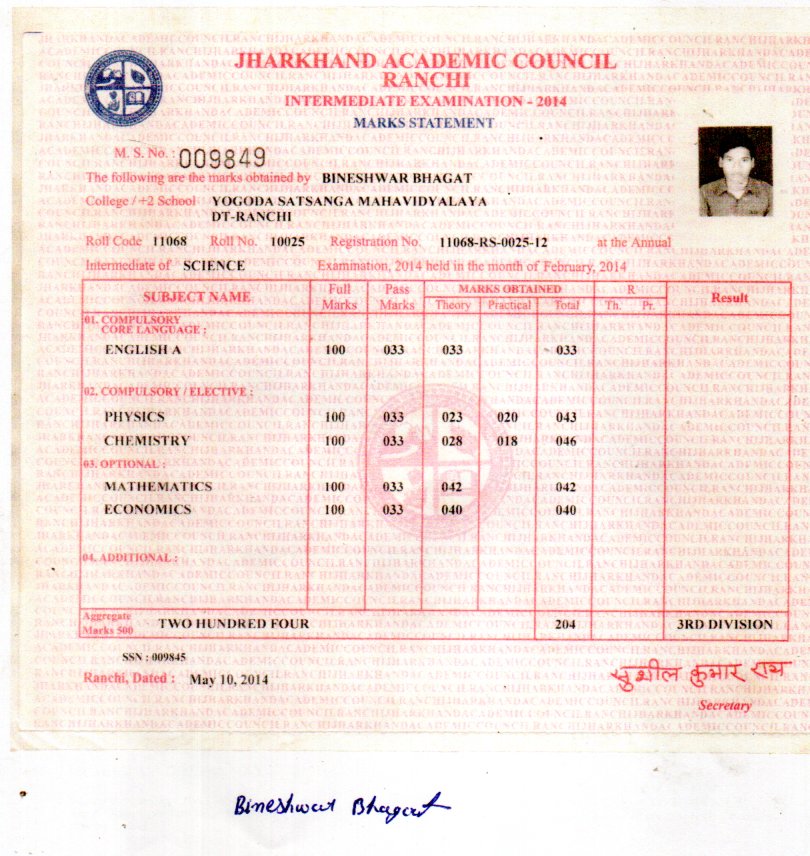 JHARKHAND ACADEMIC COUNCIL
RANCHI
INTERMEDIATE EXAMINATION - 2014
MARKS STATEMENT
M. S. No. : 009849
The following are the marks obtained by BINESHWAR BHAGAT
College / +2 School YOGODA SATSANGA MAHAVIDYALAYA
DT-RANCHI
Roll Code 11068 Roll No. 10025 Registration No. 11068-RS-0025-12 at the Annual
Intermediate of SCIENCE Examination, 2014 held in the month of February, 2014
SUBJECT NAME Full Marks Pass Marks MARKS OBTAINED R Result
Theory Practical Total Th. Pr.
01. COMPULSORY
CORE LANGUAGE :
ENGLISH A 100 033 033 033
02. COMPULSORY / ELECTIVE :
PHYSICS 100 033 023 020 043
CHEMISTRY 100 033 028 018 046
03. OPTIONAL :
MATHEMATICS 100 033 042 042
ECONOMICS 100 033 040 040
04. ADDITIONAL :
Aggregate
Marks 500 TWO HUNDRED FOUR 204 3RD DIVISION
SSN : 009845
Ranchi, Dated : May 10, 2014
सुशील कुमार राय
Secretary
Bineshwar Bhagat